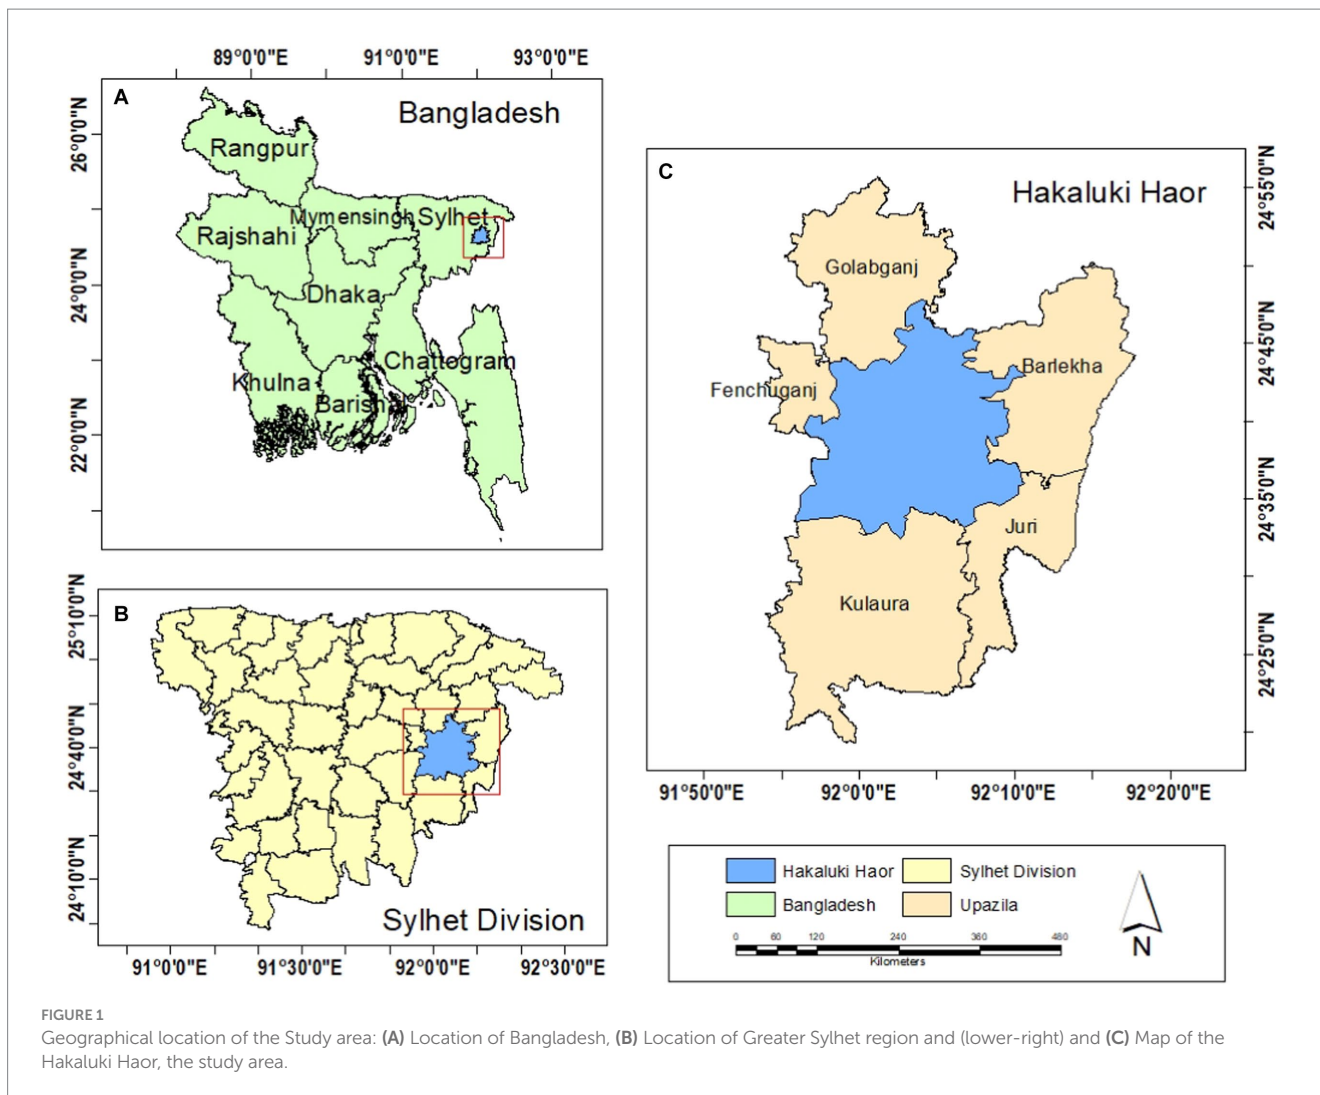 89°0'0"E 91°0'0"E 93°0'0"E
A
Bangladesh
26°0'0"N
24°0'0"N
22°0'0"N
Rangpur
Mymensingh
Sylhet
Rajshahi
Dhaka
Chattogram
Khulna
Barishal
B
25°10'0"N
24°40'0"N
24°10'0"N
Sylhet Division
91°0'0"E 91°30'0"E 92°0'0"E 92°30'0"E
C
Hakaluki Haor
24°55'0"N
24°45'0"N
24°35'0"N
24°25'0"N
Golabganj
Barlekha
Fenchuganj
Juri
Kulaura
91°50'0"E 92°0'0"E 92°10'0"E 92°20'0"E
Hakaluki Haor Sylhet Division
Bangladesh Upazila
0 60 120 240 360 480
Kilometers
N
FIGURE 1
Geographical location of the Study area: (A) Location of Bangladesh, (B) Location of Greater Sylhet region and (lower-right) and (C) Map of the
Hakaluki Haor, the study area.